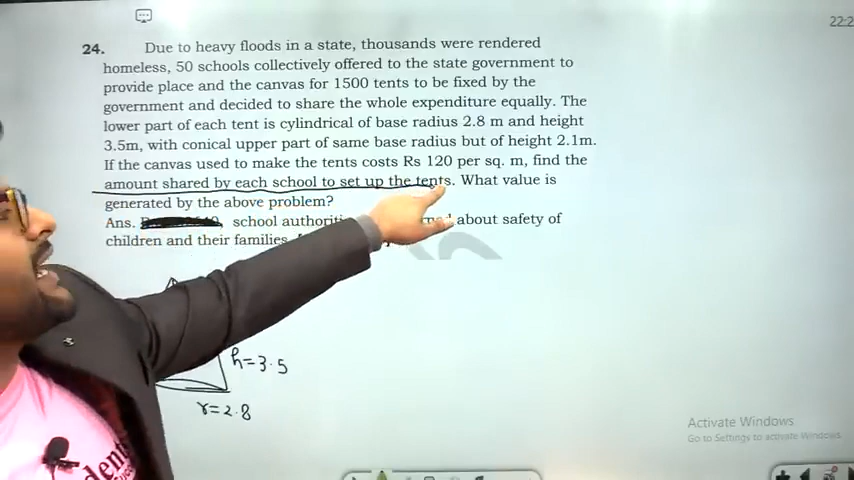 22:2
24. Due to heavy floods in a state, thousands were rendered
homeless, 50 schools collectively offered to the state government to
provide place and the canvas for 1500 tents to be fixed by the
government and decided to share the whole expenditure equally. The
lower part of each tent is cylindrical of base radius 2.8 m and height
3.5m, with conical upper part of same base radius but of height 2.1m.
If the canvas used to make the tents costs Rs 120 per sq. m, find the
amount shared by each school to set up the tents. What value is
generated by the above problem?
Ans. school about safety of
children and their families
h=3.5
r=2.8
Activate Windows
Go to Settings to activate Windows.